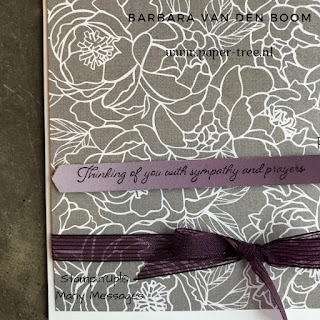 BARBARA VAN DEN BOOM
www.paper-tree.nl
Thinking of you with sympathy and prayers
Stampin'Up!s
Many Messages